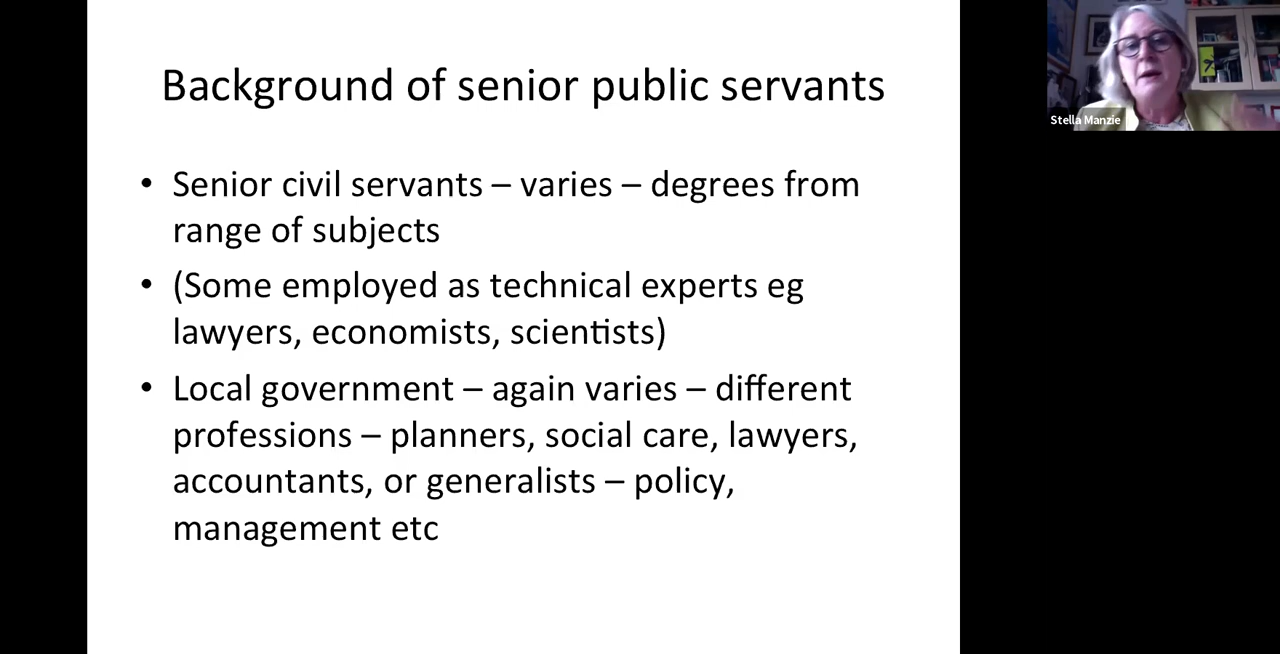 Background of senior public servants
• Senior civil servants – varies – degrees from
range of subjects
• (Some employed as technical experts eg
lawyers, economists, scientists)
• Local government – again varies – different
professions – planners, social care, lawyers,
accountants, or generalists – policy,
management etc
Stella Manzie